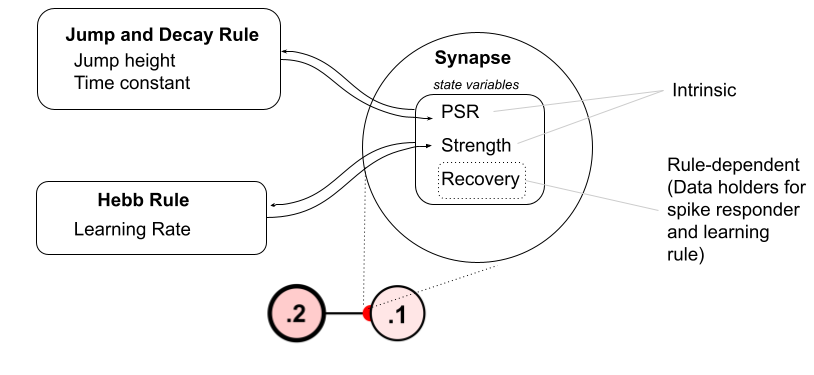 Jump and Decay Rule
Jump height
Time constant
Synapse
state variables
PSR
Strength
Recovery
Intrinsic
Rule-dependent
(Data holders for
spike responder
and learning
rule)
Hebb Rule
Learning Rate
.2
.1